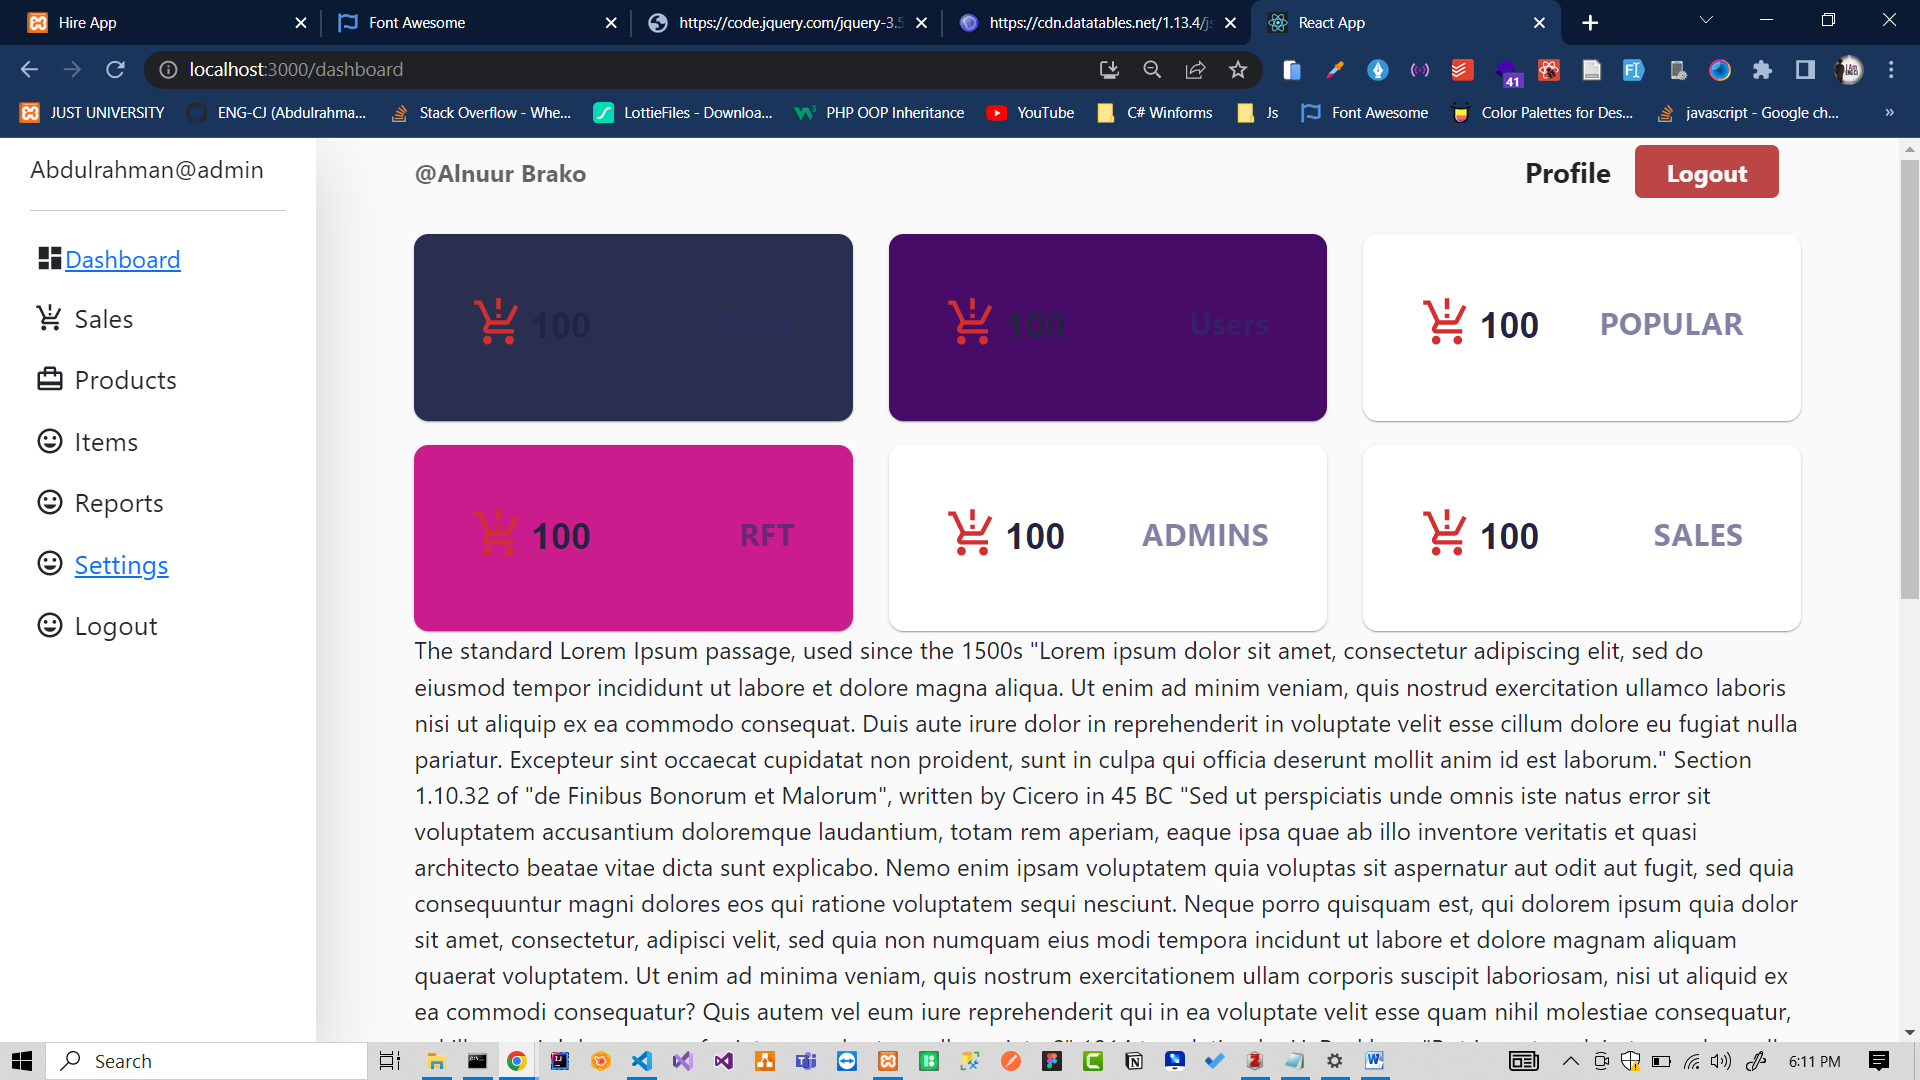 Hire App
Font Awesome
https://code.jquery.com/jquery-3.5
https://cdn.datatables.net/1.13.4/js
React App
localhost:3000/dashboard
41
JUST UNIVERSITY
ENG-CJ (Abdulrahma...
Stack Overflow - Whe...
LottieFiles - Downloa...
PHP OOP Inheritance
YouTube
C# Winforms
Js
Font Awesome
Color Palettes for Des...
javascript - Google ch...
»
Abdulrahman@admin
@Alnuur Brako
Profile
Logout
Dashboard
Sales
Products
Items
Reports
Settings
Logout
100
Users
100
Users
100
POPULAR
100
RFT
100
ADMINS
100
SALES
The standard Lorem Ipsum passage, used since the 1500s "Lorem ipsum dolor sit amet, consectetur adipiscing elit, sed do
eiusmod tempor incididunt ut labore et dolore magna aliqua. Ut enim ad minim veniam, quis nostrud exercitation ullamco laboris
nisi ut aliquip ex ea commodo consequat. Duis aute irure dolor in reprehenderit in voluptate velit esse cillum dolore eu fugiat nulla
pariatur. Excepteur sint occaecat cupidatat non proident, sunt in culpa qui officia deserunt mollit anim id est laborum." Section
1.10.32 of "de Finibus Bonorum et Malorum", written by Cicero in 45 BC "Sed ut perspiciatis unde omnis iste natus error sit
voluptatem accusantium doloremque laudantium, totam rem aperiam, eaque ipsa quae ab illo inventore veritatis et quasi
architecto beatae vitae dicta sunt explicabo. Nemo enim ipsam voluptatem quia voluptas sit aspernatur aut odit aut fugit, sed quia
consequuntur magni dolores eos qui ratione voluptatem sequi nesciunt. Neque porro quisquam est, qui dolorem ipsum quia dolor
sit amet, consectetur, adipisci velit, sed quia non numquam eius modi tempora incidunt ut labore et dolore magnam aliquam
quaerat voluptatem. Ut enim ad minima veniam, quis nostrum exercitationem ullam corporis suscipit laboriosam, nisi ut aliquid ex
ea commodi consequatur? Quis autem vel eum iure reprehenderit qui in ea voluptate velit esse quam nihil molestiae consequatur,
Search
6:11 PM